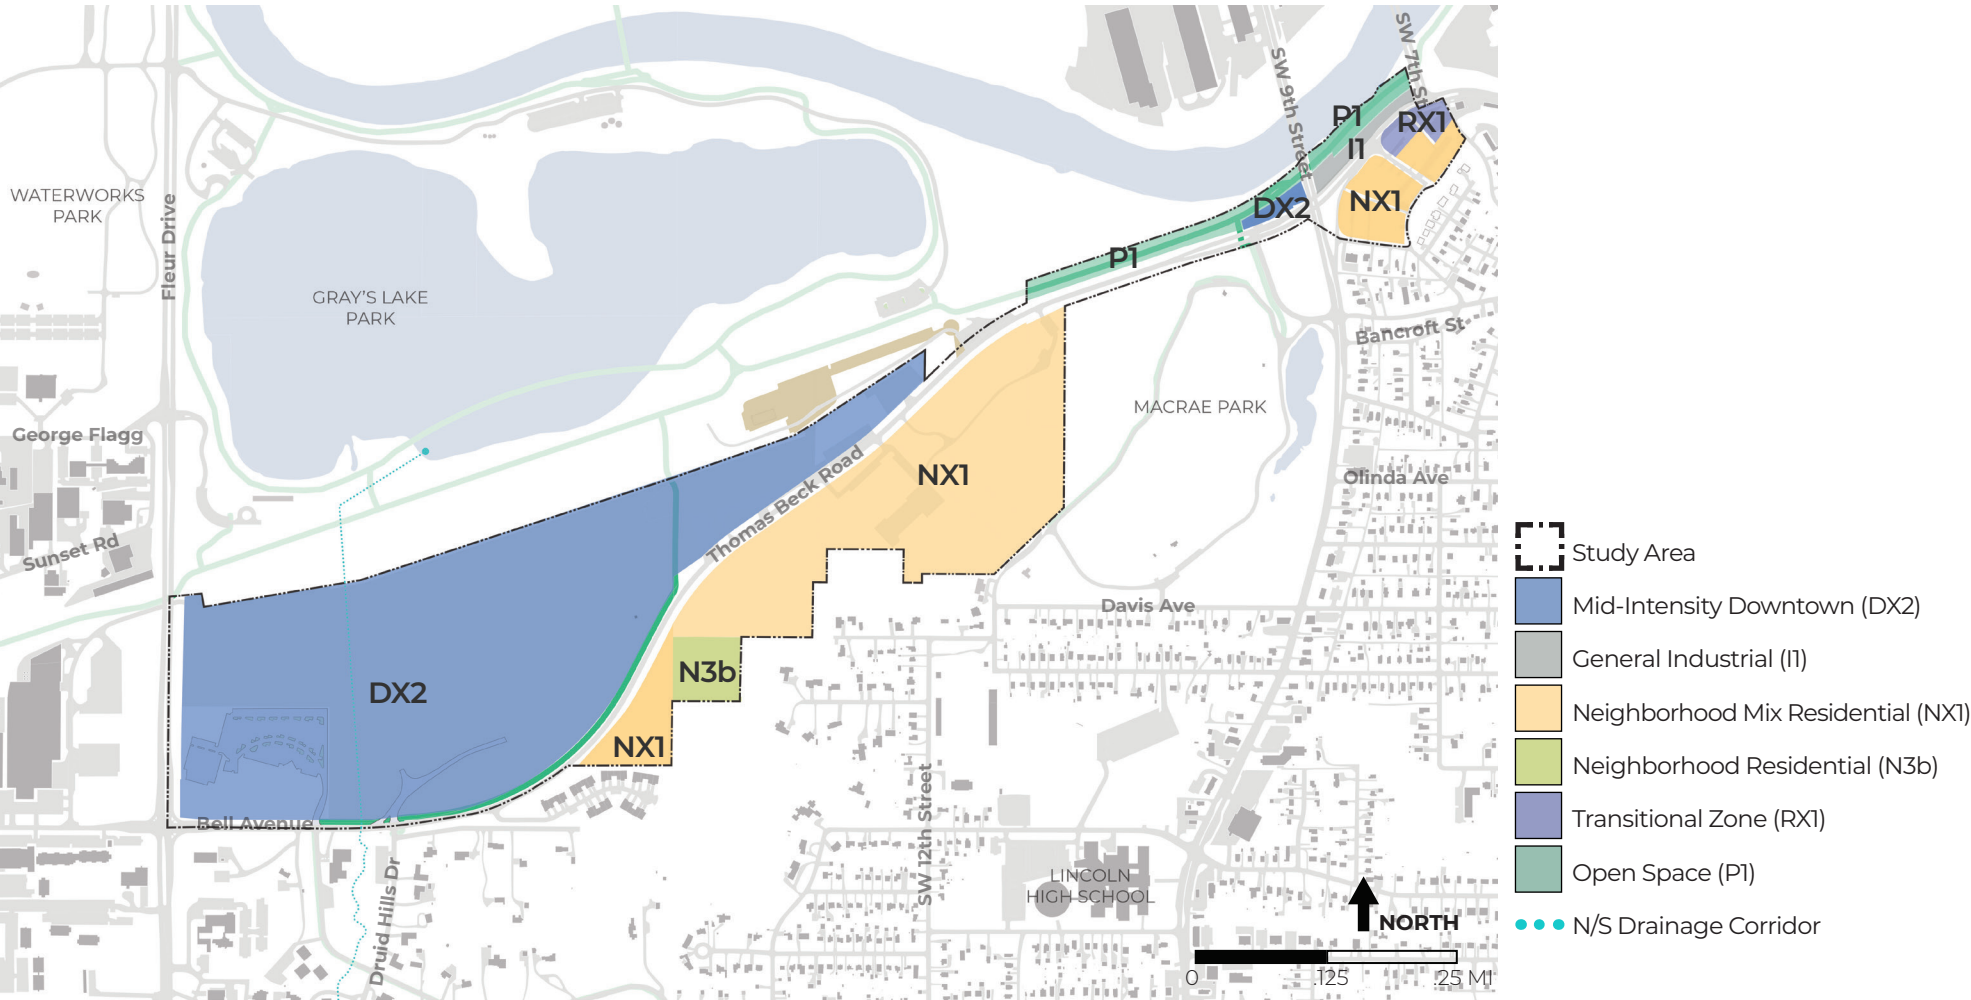 SW 7th St
SW 9th Street
P1
RX1
I1
WATERWORKS
PARK
Fleur Drive
DX2
NX1
P1
GRAY'S LAKE
PARK
Bancroft St
MACRAE PARK
George Flagg
Thomas Beck Road
NX1
Olinda Ave
Sunset Rd
Davis Ave
N3b
DX2
NX1
Bell Avenue
SW 12th Street
Druid Hills Dr
LINCOLN
HIGH SCHOOL
NORTH
0 .125 .25 MI
Study Area
Mid-Intensity Downtown (DX2)
General Industrial (I1)
Neighborhood Mix Residential (NX1)
Neighborhood Residential (N3b)
Transitional Zone (RX1)
Open Space (P1)
N/S Drainage Corridor